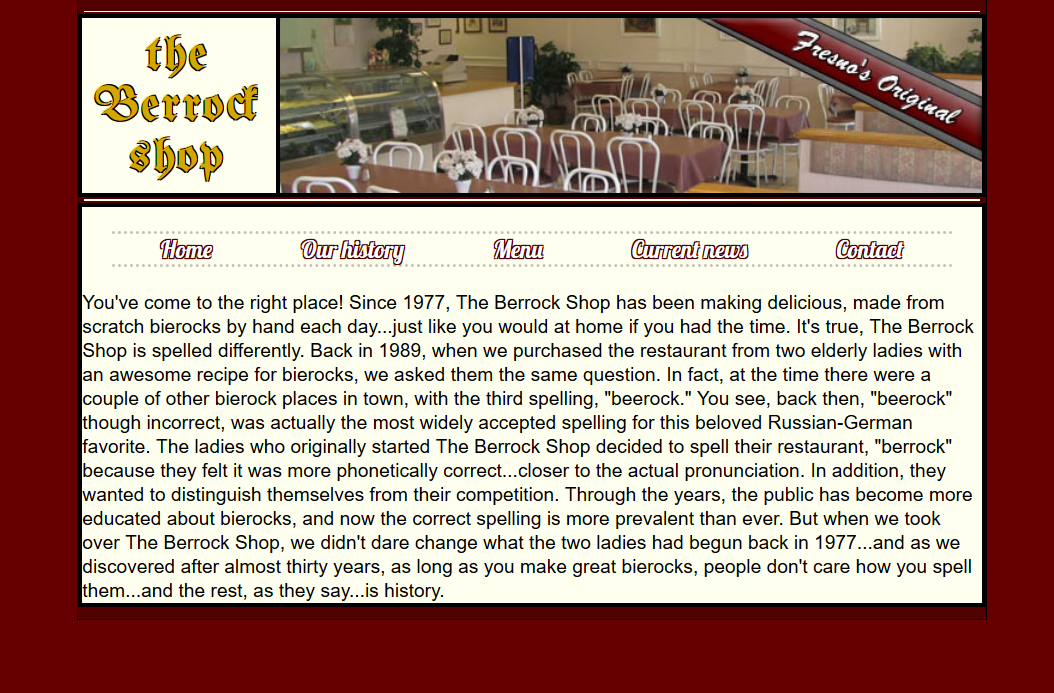 the
Berrock
shop
Fresno's Original
Home Our history Menu Current news Contact
You've come to the right place! Since 1977, The Berrock Shop has been making delicious, made from
scratch bierocks by hand each day...just like you would at home if you had the time. It's true, The Berrock
Shop is spelled differently. Back in 1989, when we purchased the restaurant from two elderly ladies with
an awesome recipe for bierocks, we asked them the same question. In fact, at the time there were a
couple of other bierock places in town, with the third spelling, "beerock." You see, back then, "beerock"
though incorrect, was actually the most widely accepted spelling for this beloved Russian-German
favorite. The ladies who originally started The Berrock Shop decided to spell their restaurant, "berrock"
because they felt it was more phonetically correct...closer to the actual pronunciation. In addition, they
wanted to distinguish themselves from their competition. Through the years, the public has become more
educated about bierocks, and now the correct spelling is more prevalent than ever. But when we took
over The Berrock Shop, we didn't dare change what the two ladies had begun back in 1977...and as we
discovered after almost thirty years, as long as you make great bierocks, people don't care how you spell
them...and the rest, as they say...is history.